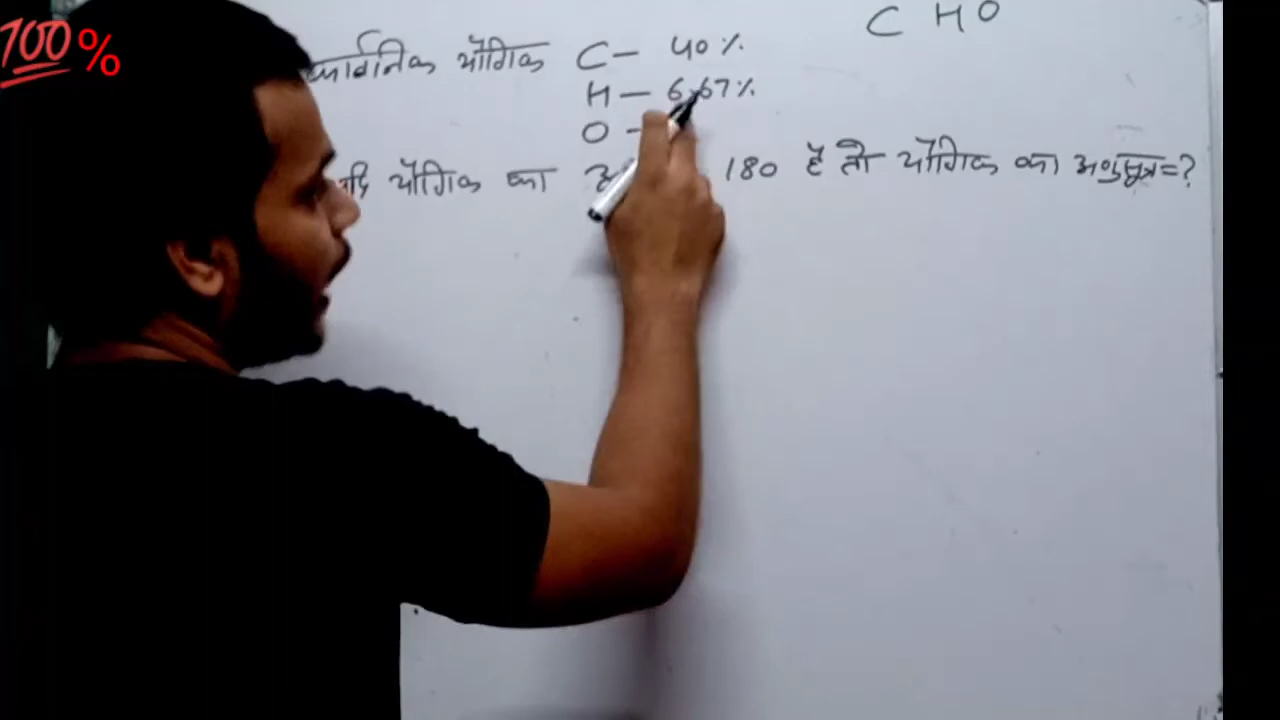 100%
C H O
कार्बनिक यौगिक C — 40 %
H — 6.67%
O —
यदि यौगिक का 180 है तो यौगिक का अणुसूत्र = ?